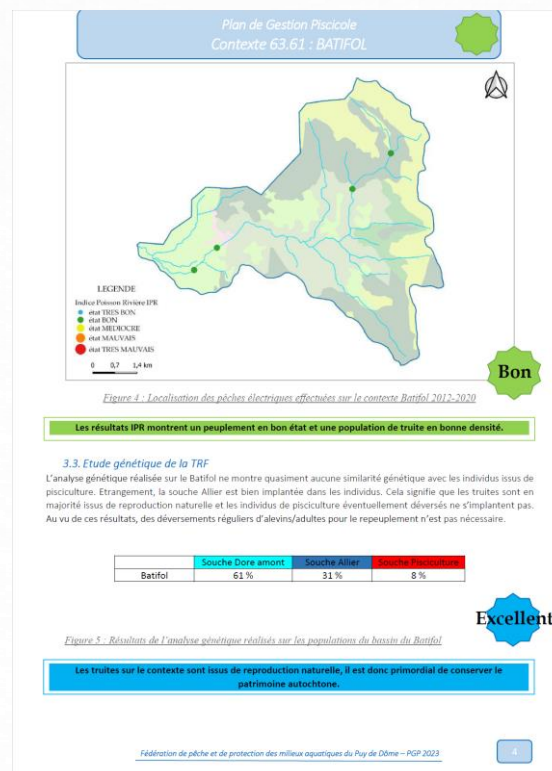 Plan de Gestion Piscicole
Contexte 63.61 : BATIFOL
LEGENDE
Indice Poisson Rivière IPR
état TRES BON
état BON
état MEDIOCRE
état MAUVAIS
état TRES MAUVAIS
0 0,7 1,4 km
Bon
Figure 4 : Localisation des pêches électriques effectuées sur le contexte Batifol 2012-2020
Les résultats IPR montrent un peuplement en bon état et une population de truite en bonne densité.
3.3. Etude génétique de la TRF
L'analyse génétique réalisée sur le Batifol ne montre quasiment aucune similarité génétique avec les individus issus de
pisciculture. Etrangement, la souche Allier est bien implantée dans les individus. Cela signifie que les truites sont en
majorité issus de reproduction naturelle et les individus de pisciculture éventuellement déversés ne s'implantent pas.
Au vu de ces résultats, des déversements réguliers d'alevins/adultes pour le repeuplement n'est pas nécessaire.
Souche Dore amont Souche Allier Souche Pisciculture
Batifol 61 % 31 % 8 %
Excellent
Figure 5 : Résultats de l'analyse génétique réalisés sur les populations du bassin du Batifol
Les truites sur le contexte sont issus de reproduction naturelle, il est donc primordial de conserver le
patrimoine autochtone.
Fédération de pêche et de protection des milieux aquatiques du Puy de Dôme – PGP 2023
4